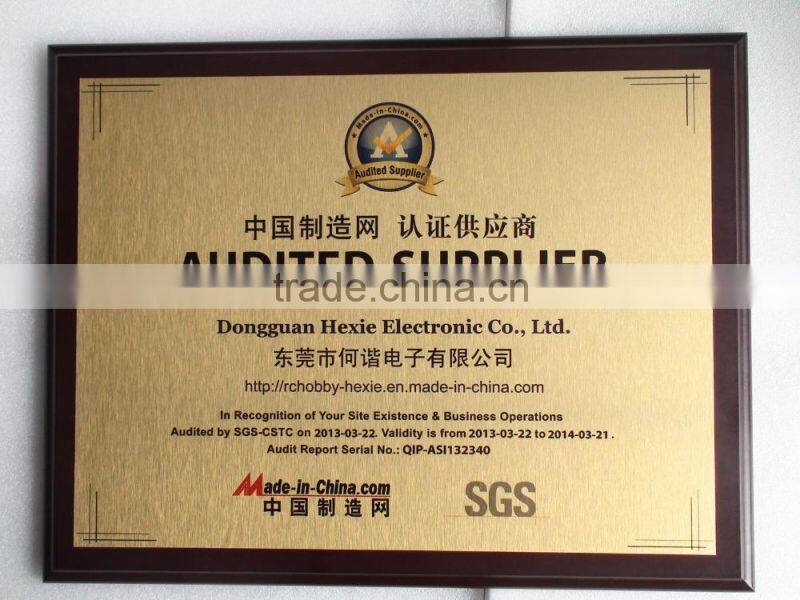 Made-in-China.com
A
Audited Supplier
中国制造网 认证供应商
AUDITED SUPPLIER
trade.china.cn
Dongguan Hexie Electronic Co., Ltd.
东莞市何谐电子有限公司
http://rchobby-hexie.en.made-in-china.com
In Recognition of Your Site Existence & Business Operations
Audited by SGS-CSTC on 2013-03-22. Validity is from 2013-03-22 to 2014-03-21 .
Audit Report Serial No.: QIP-ASI132340
Made-in-China.com
中国制造网
SGS